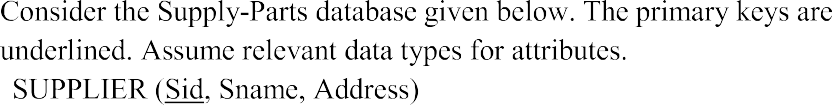 Consider the Supply-Parts database given below. The primary keys are
underlined. Assume relevant data types for attributes.
SUPPLIER (Sid, Sname, Address)